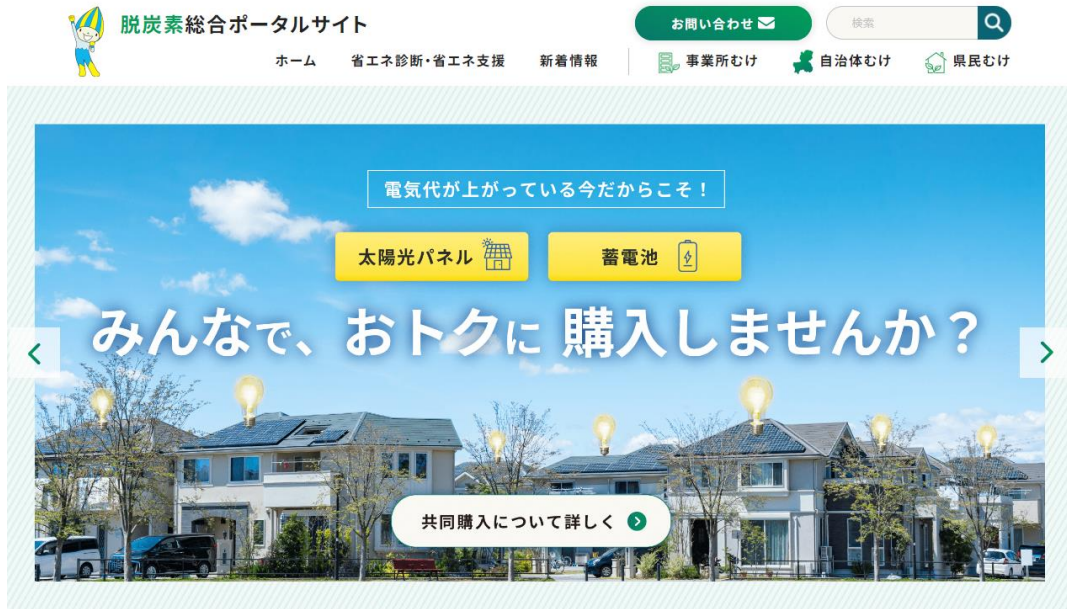 脱炭素総合ポータルサイト
お問い合わせ
検索
ホーム
省エネ診断・省エネ支援
新着情報
事業所むけ
自治体むけ
県民むけ
電気代が上がっている今だからこそ！
太陽光パネル
蓄電池
みんなで、おトクに 購入しませんか？
共同購入について詳しく